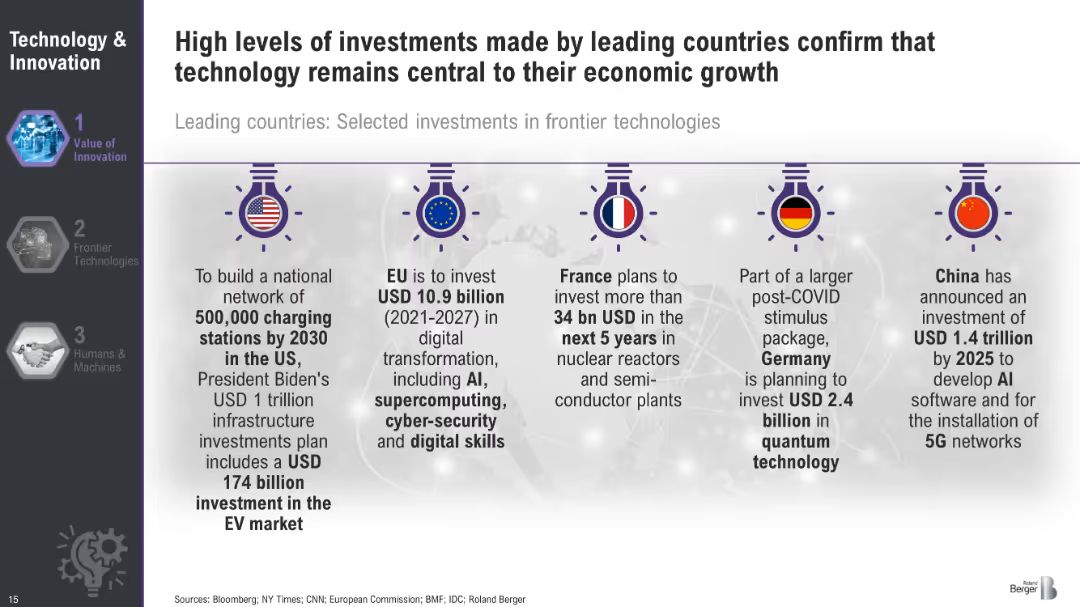 Technology &
Innovation
1
Value of
Innovation
2
Frontier
Technologies
3
Humans &
Machines
15
High levels of investments made by leading countries confirm that
technology remains central to their economic growth
Leading countries: Selected investments in frontier technologies
To build a national
network of
500,000 charging
stations by 2030
in the US,
President Biden's
USD 1 trillion
infrastructure
investments plan
includes a USD
174 billion
investment in the
EV market
EU is to invest
USD 10.9 billion
(2021-2027) in
digital
transformation,
including AI,
supercomputing,
cyber-security
and digital skills
France plans to
invest more than
34 bn USD in the
next 5 years in
nuclear reactors
and semi-
conductor plants
Part of a larger
post-COVID
stimulus
package,
Germany
is planning to
invest USD 2.4
billion in
quantum
technology
China has
announced an
investment of
USD 1.4 trillion
by 2025 to
develop AI
software and for
the installation of
5G networks
Sources: Bloomberg; NY Times; CNN; European Commission; BMF; IDC; Roland Berger
Roland
Berger